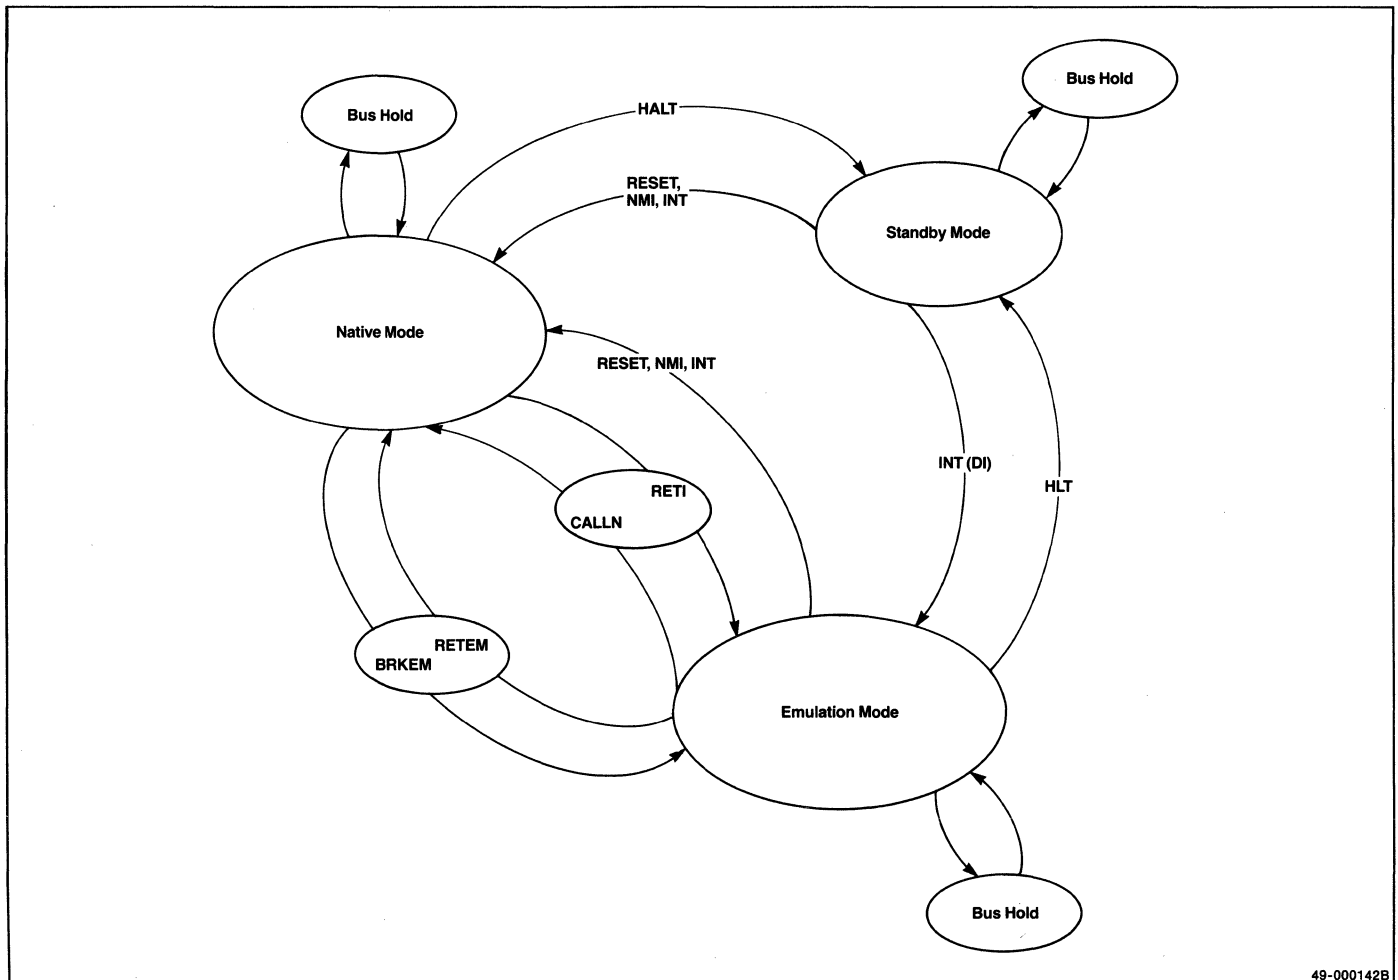 Bus Hold
Bus Hold
HALT
RESET,
NMI, INT
Standby Mode
Native Mode
RESET, NMI, INT
INT (DI)
HLT
RETI
CALLN
RETEM
BRKEM
Emulation Mode
Bus Hold
49-000142B